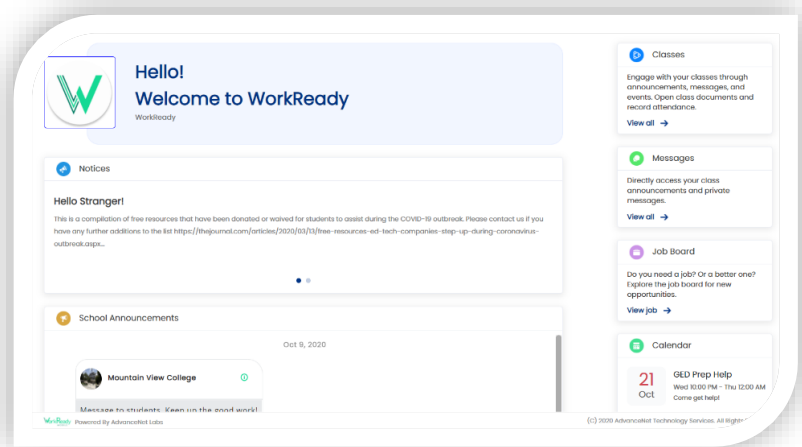 Hello!
Welcome to WorkReady
WorkReady
Notices
Hello Stranger!
This is a compilation of free resources that have been donated or waived for students to assist during the COVID-19 outbreak. Please contact us if you
have any further additions to the list https://thejournal.com/articles/2020/03/13/free-resources-ed-tech-companies-step-up-during-coronavirus-
outbreak.aspx...
School Announcements
Oct 9, 2020
Mountain View College
Message to students. Keep up the good work!
Classes
Engage with your classes through
announcements, messages, and
events. Open class documents and
record attendance.
View all
Messages
Directly access your class
announcements and private
messages.
View all
Job Board
Do you need a job? Or a better one?
Explore the job board for new
opportunities.
View job
Calendar
21
Oct
GED Prep Help
Wed 10:00 PM - Thu 12:00 AM
Come get help!
WorkReady Powered By AdvanceNet Labs
(C) 2020 AdvanceNet Technology Services. All Rights